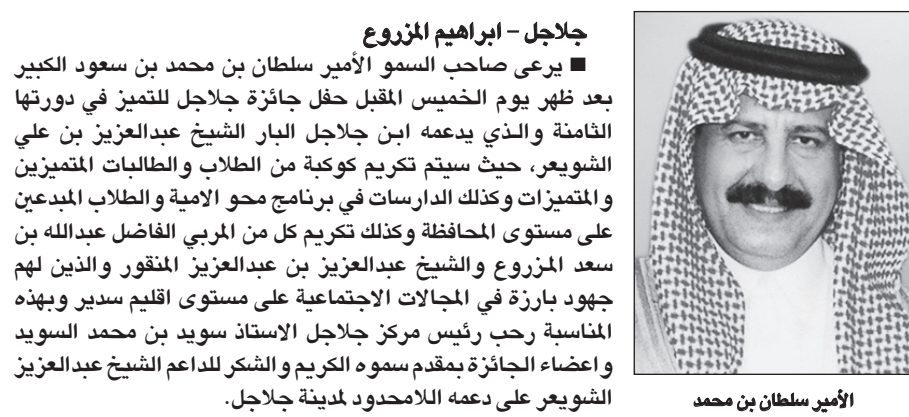 جلاجل – ابراهيم المزروع
■ يرعى صاحب السمو الأمير سلطان بن محمد بن سعود الكبير
بعد ظهر يوم الخميس المقبل حفل جائزة جلاجل للتميز في دورتها
الثامنة والذي يدعمه ابن جلاجل البار الشيخ عبدالعزيز بن علي
الشويعر، حيث سيتم تكريم كوكبة من الطلاب والطالبات المتميزين
والمتميزات وكذلك الدارسات في برنامج محو الامية والطلاب المبدعين
على مستوى المحافظة وكذلك تكريم كل من المربي الفاضل عبدالله بن
سعد المزروع والشيخ عبدالعزيز بن عبدالعزيز المنقور والذين لهم
جهود بارزة في المجالات الاجتماعية على مستوى اقليم سدير وبهذه
المناسبة رحب رئيس مركز جلاجل الاستاذ سويد بن محمد السويد
واعضاء الجائزة بمقدم سموه الكريم والشكر للداعم الشيخ عبدالعزيز
الشويعر على دعمه اللامحدود لمدينة جلاجل.
الأمير سلطان بن محمد